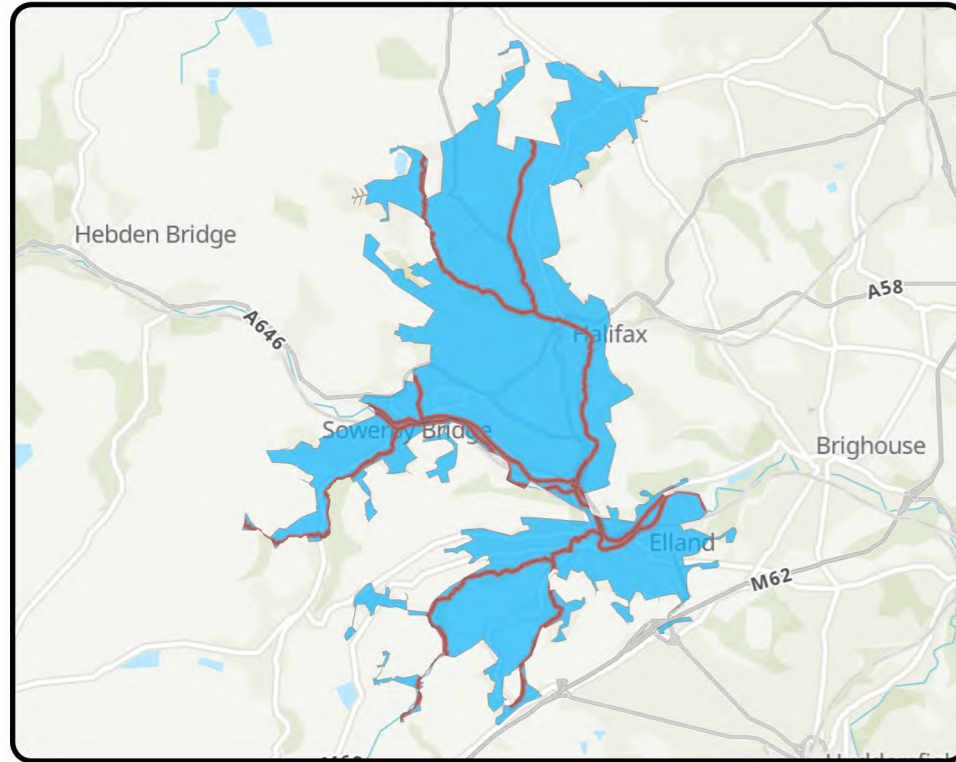 Hebden Bridge
A58
A646
Halifax
Sowerby Bridge
Brighouse
Elland
M62